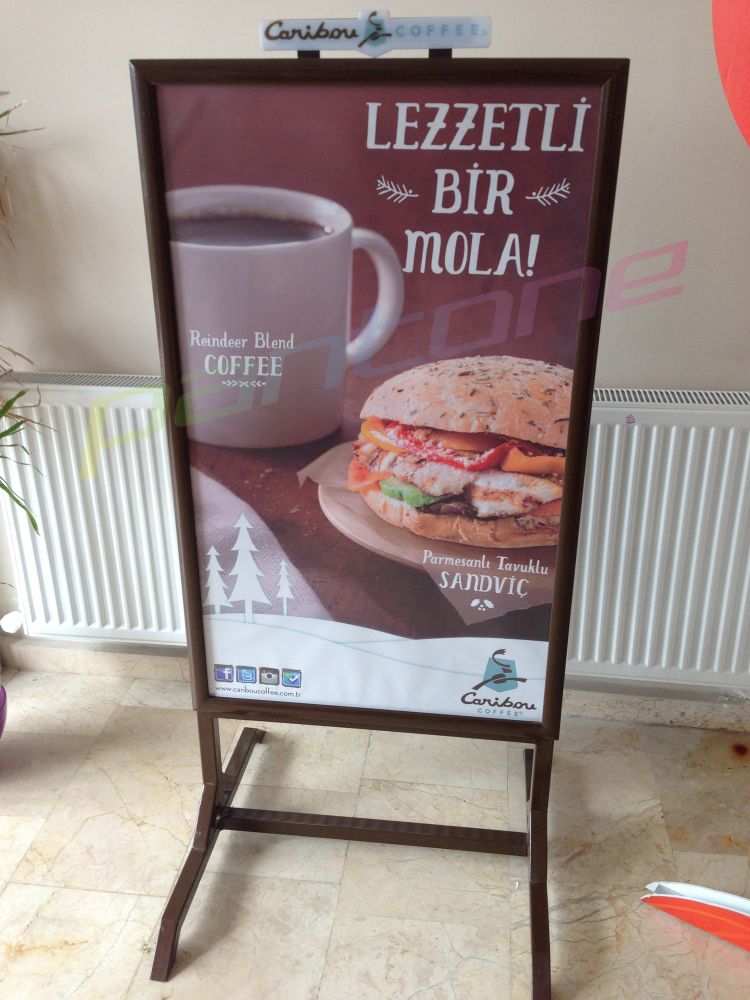 Caribou COFFEE®
LEZZETLİ
BİR
MOLA!
pantone
Reindeer Blend
COFFEE
Parmesanlı Tavuklu
SANDVİÇ
www.cariboucoffee.com.tr
Caribou
COFFEE®